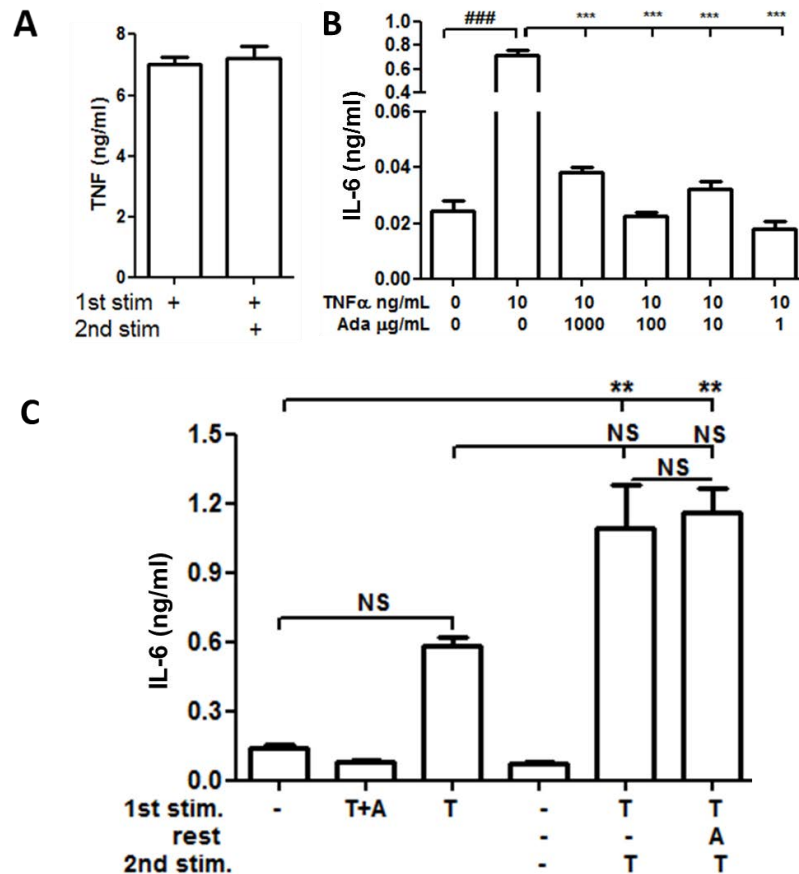 A
TNF (ng/ml)
8
6
4
2
0
1st stim + +
2nd stim +
B
IL-6 (ng/ml)
### *** *** *** ***
1.0
0.8
0.6
0.4
0.06
0.04
0.02
0.00
TNFα ng/mL 0 10 10 10 10 10
Ada µg/mL 0 0 1000 100 10 1
C
IL-6 (ng/ml)
** **
NS NS
NS
NS
1.5
1.2
0.9
0.6
0.3
0.0
1st stim. - T+A T - T T
rest - - A
2nd stim. - T T